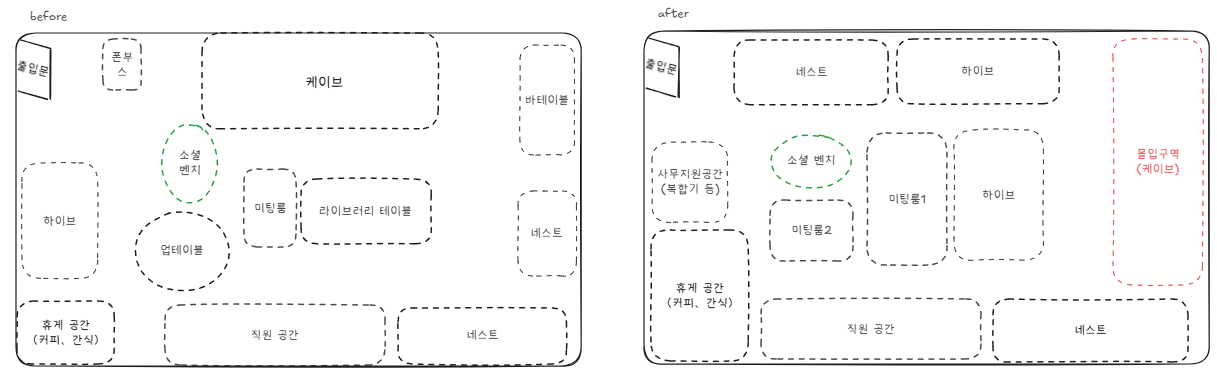 before
출입문
폰부
스
케이브
바테이블
소셜
벤치
하이브
미팅룸
라이브러리 테이블
네스트
업테이블
휴게 공간
(커피、간식)
직원 공간
네스트
after
출입문
네스트
하이브
몰입구역
(케이브)
사무지원공간
(복합기 등)
소셜 벤치
미팅룸1
하이브
미팅룸2
휴게 공간
(커피、간식)
직원 공간
네스트